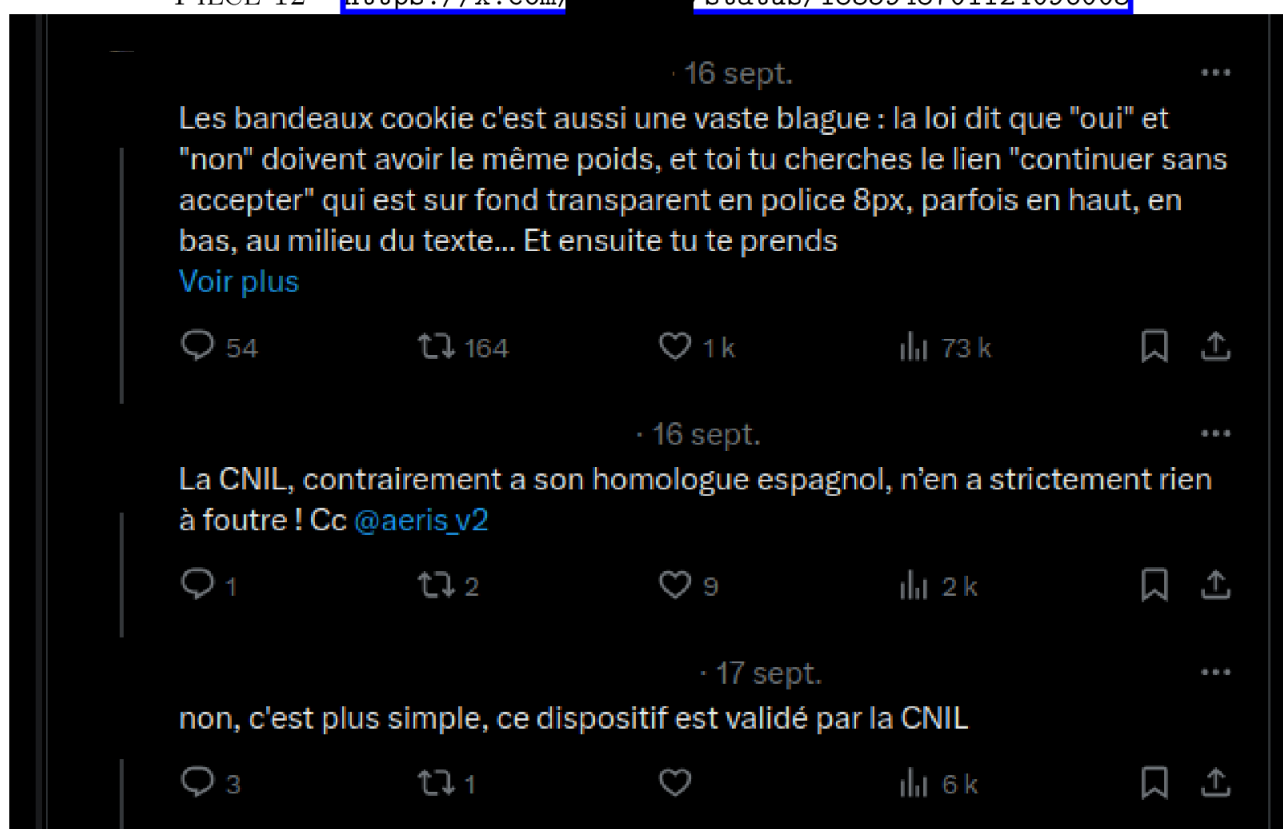 · 16 sept.
Les bandeaux cookie c'est aussi une vaste blague : la loi dit que "oui" et
"non" doivent avoir le même poids, et toi tu cherches le lien "continuer sans
accepter" qui est sur fond transparent en police 8px, parfois en haut, en
bas, au milieu du texte... Et ensuite tu te prends
Voir plus
54 164 1 k 73 k
· 16 sept.
La CNIL, contrairement a son homologue espagnol, n’en a strictement rien
à foutre ! Cc @aeris_v2
1 2 9 2 k
· 17 sept.
non, c'est plus simple, ce dispositif est validé par la CNIL
3 1 6 k